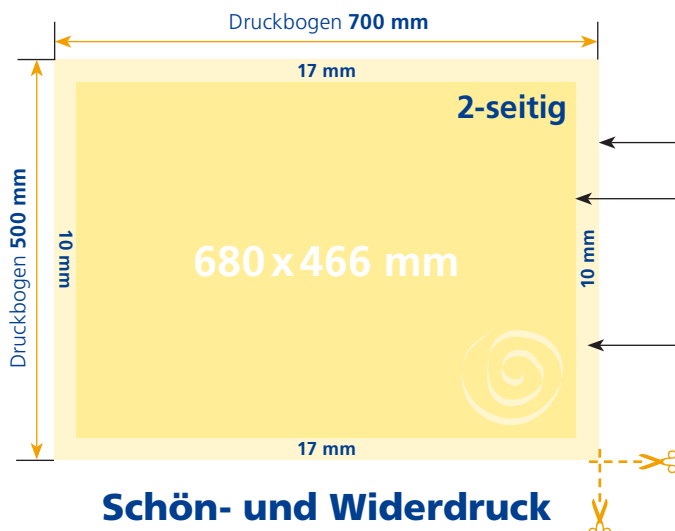 Druckbogen 700 mm
17 mm
2-seitig
Druckbogen 500 mm
10 mm
680 x 466 mm
10 mm
17 mm
Schön- und Widerdruck